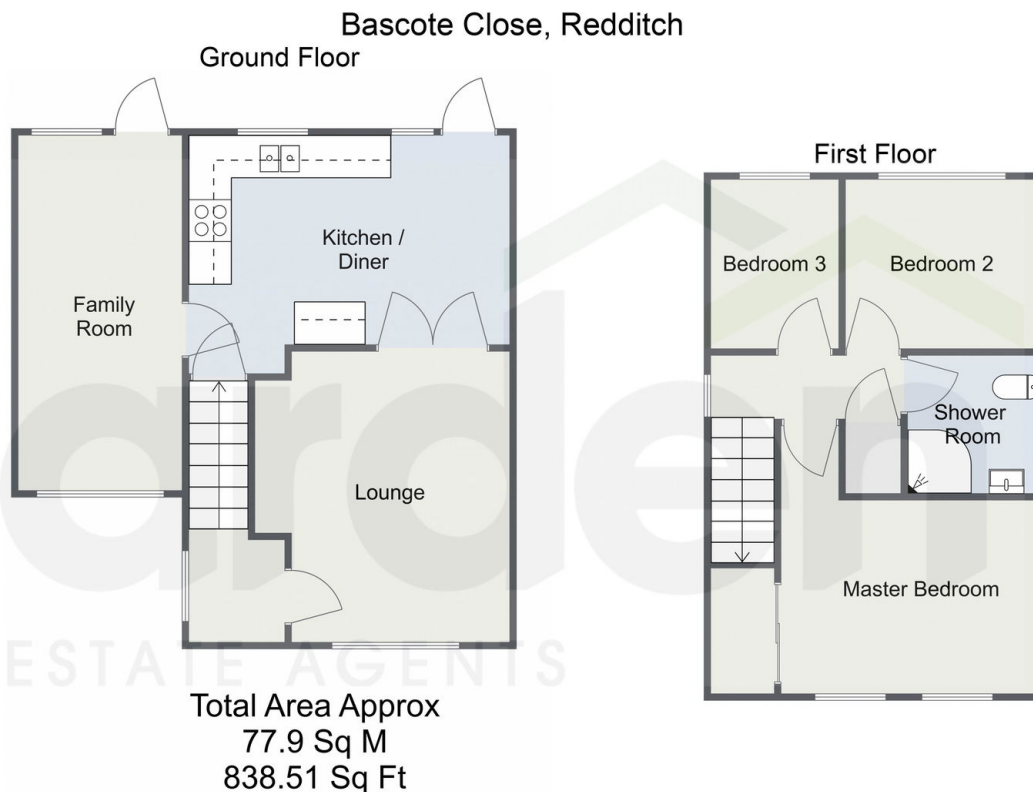 Bascote Close, Redditch
Ground Floor
First Floor
Kitchen /
Diner
Family
Room
Lounge
Bedroom 3
Bedroom 2
Shower
Room
Master Bedroom
arden
ESTATE AGENTS
Total Area Approx
77.9 Sq M
838.51 Sq Ft